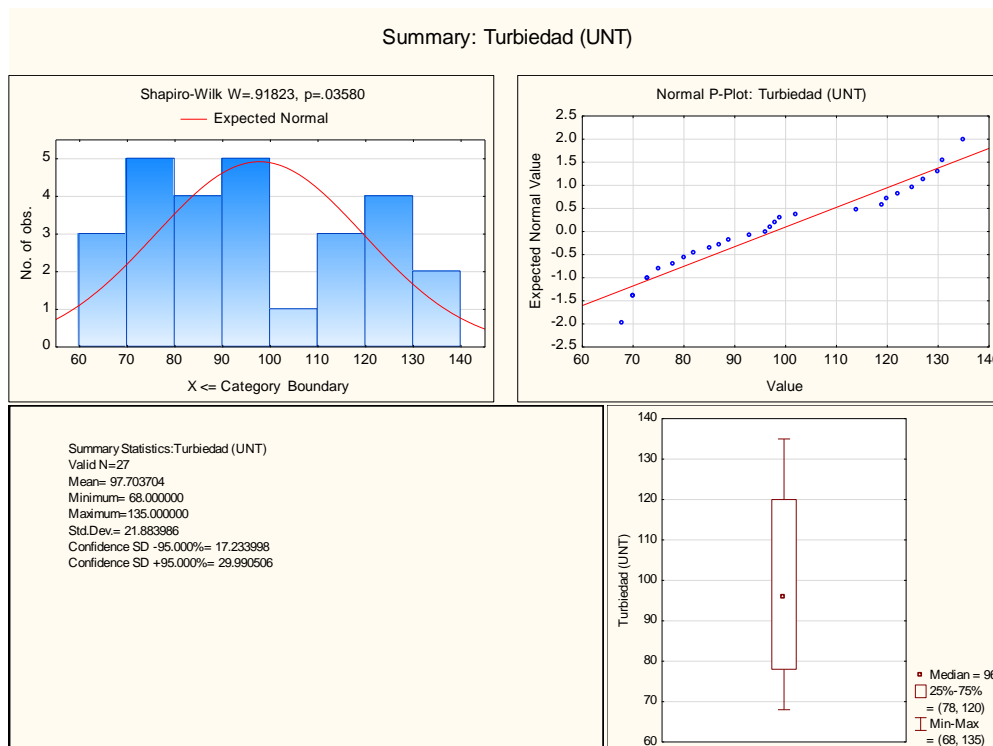 Summary: Turbiedad (UNT)
Shapiro-Wilk W=.91823, p=.03580
Expected Normal
5
4
3
2
1
0
No. of obs.
60 70 80 90 100 110 120 130 140
X <= Category Boundary
Normal P-Plot: Turbiedad (UNT)
2.5
2.0
1.5
1.0
0.5
0.0
-0.5
-1.0
-1.5
-2.0
-2.5
Expected Normal Value
60 70 80 90 100 110 120 130 140
Value
Summary Statistics:Turbiedad (UNT)
Valid N=27
Mean= 97.703704
Minimum= 68.000000
Maximum=135.000000
Std.Dev.= 21.883986
Confidence SD -95.000%= 17.233998
Confidence SD +95.000%= 29.990506
140
130
120
110
100
90
80
70
60
Turbiedad (UNT)
Median = 96
25%-75%
= (78, 120)
Min-Max
= (68, 135)